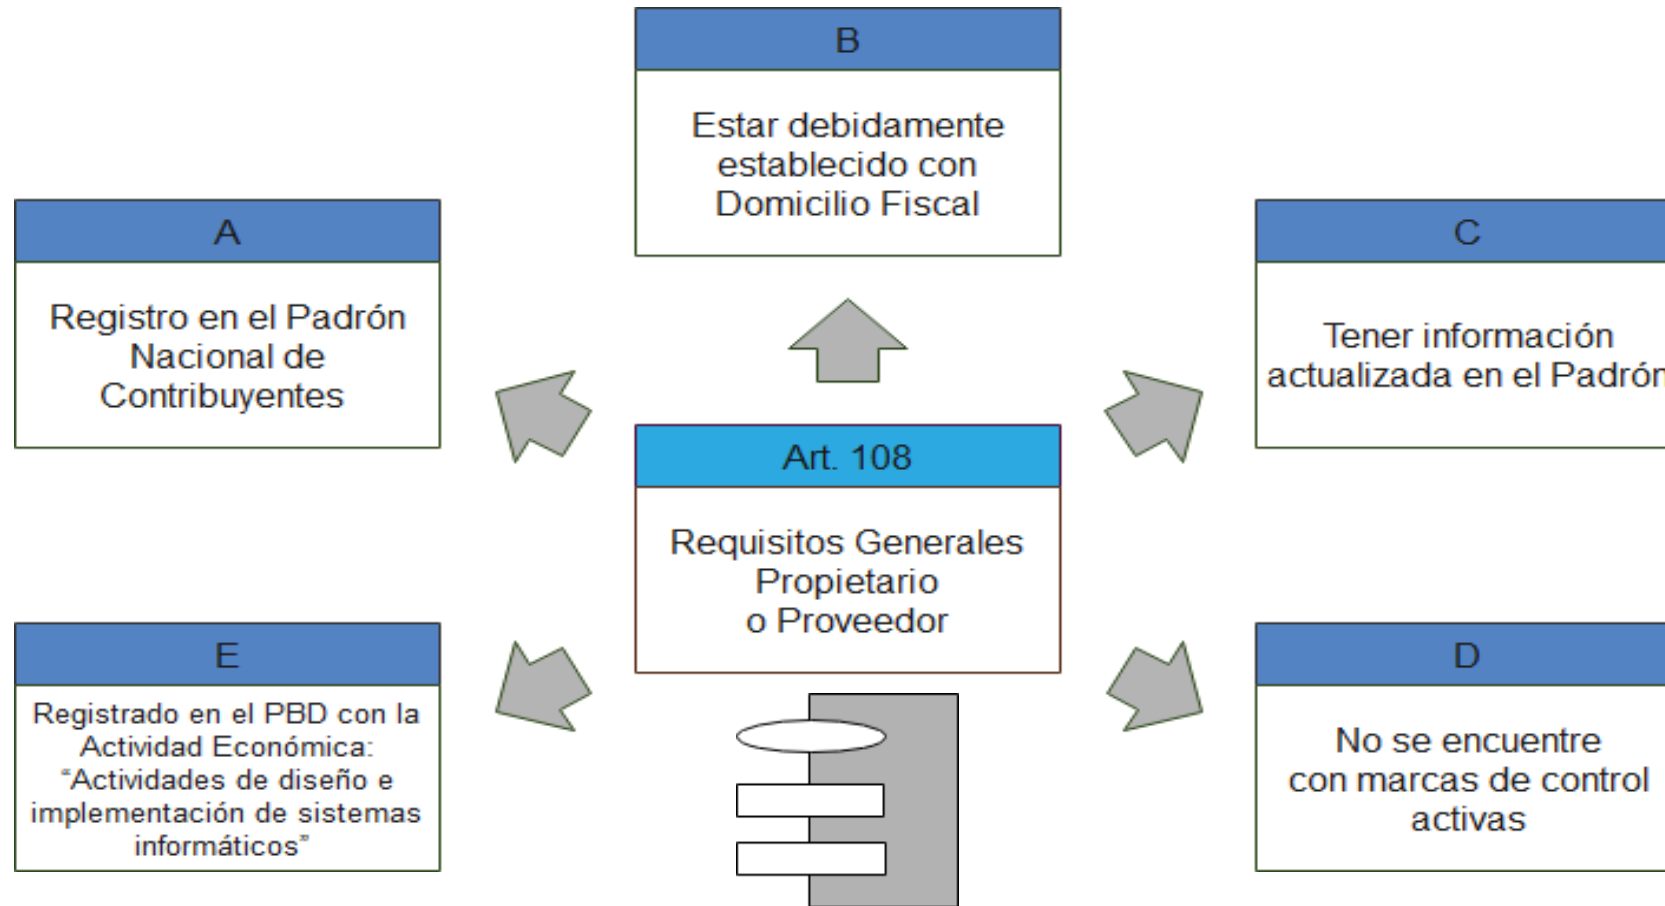 B
Estar debidamente
establecido con
Domicilio Fiscal
A
Registro en el Padrón
Nacional de
Contribuyentes
C
Tener información
actualizada en el Padrón
Art. 108
Requisitos Generales
Propietario
o Proveedor
E
Registrado en el PBD con la
Actividad Económica:
“Actividades de diseño e
implementación de sistemas
informáticos”
D
No se encuentre
con marcas de control
activas